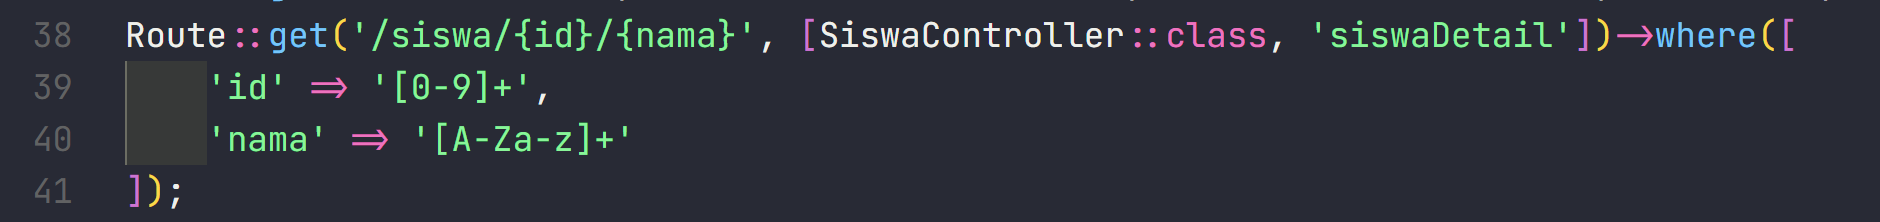 38 Route::get('/siswa/{id}/{nama}', [SiswaController::class, 'siswaDetail'])->where([
39 'id' => '[0-9]+',
40 'nama' => '[A-Za-z]+'
41 ]);